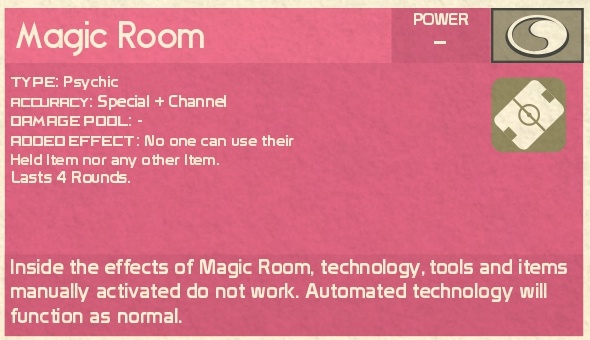 Magic Room
POWER
–
TYPE: Psychic
ACCURACY: Special + Channel
DAMAGE POOL: -
ADDED EFFECT: No one can use their
Held Item nor any other Item.
Lasts 4 Rounds.
Inside the effects of Magic Room, technology, tools and items
manually activated do not work. Automated technology will
function as normal.